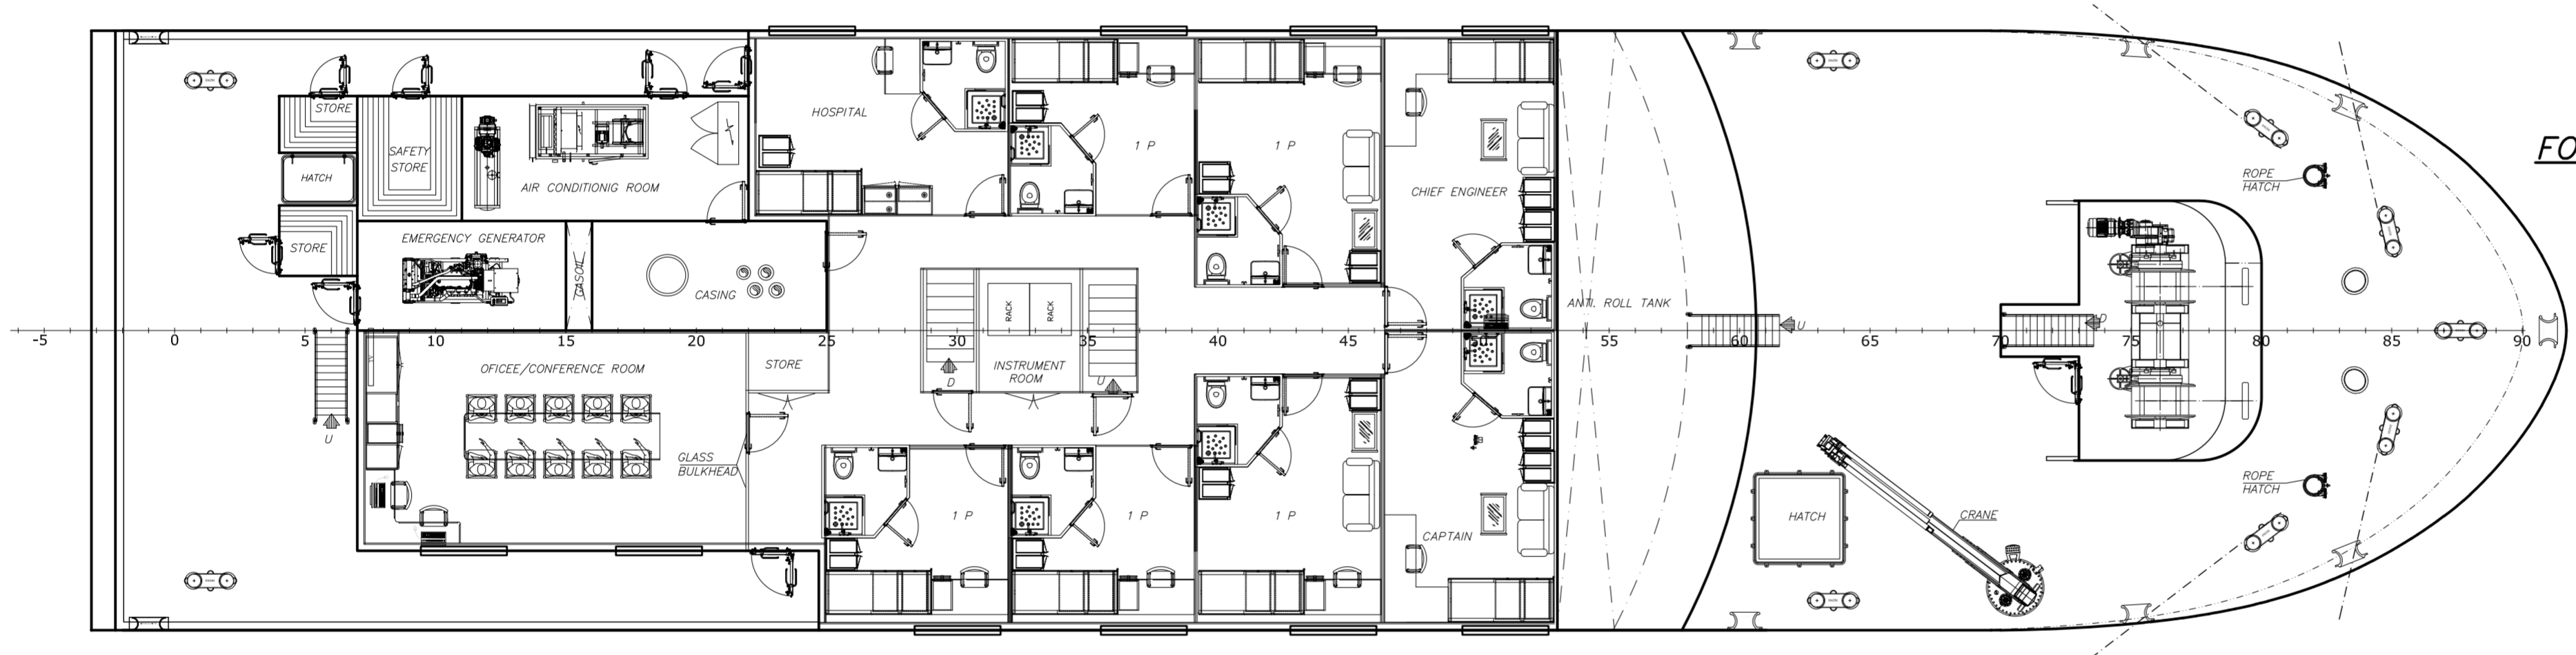 STORE
HATCH
SAFETY
STORE
STORE
AIR CONDITIONIG ROOM
EMERGENCY GENERATOR
GASOIL
CASING
HOSPITAL
1 P
1 P
CHIEF ENGINEER
RACK
RACK
INSTRUMENT
ROOM
ANTI. ROLL TANK
ROPE
HATCH
FO
-5 0 5 10 15 20 25 30 35 40 45 50 55 60 65 70 75 80 85 90
U
D
U
U
D
OFICEE/CONFERENCE ROOM
STORE
GLASS
BULKHEAD
1 P
1 P
1 P
CAPTAIN
HATCH
CRANE
ROPE
HATCH